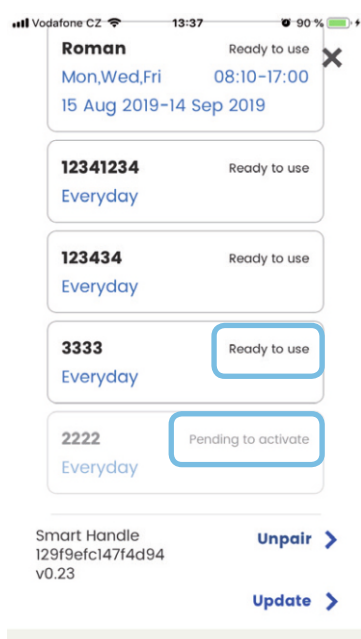 Vodafone CZ 13:37 90 %
Roman Ready to use
Mon,Wed,Fri 08:10-17:00
15 Aug 2019-14 Sep 2019
12341234 Ready to use
Everyday
123434 Ready to use
Everyday
3333 Ready to use
Everyday
2222 Pending to activate
Everyday
Smart Handle Unpair
129f9efc147f4d94
v0.23
Update